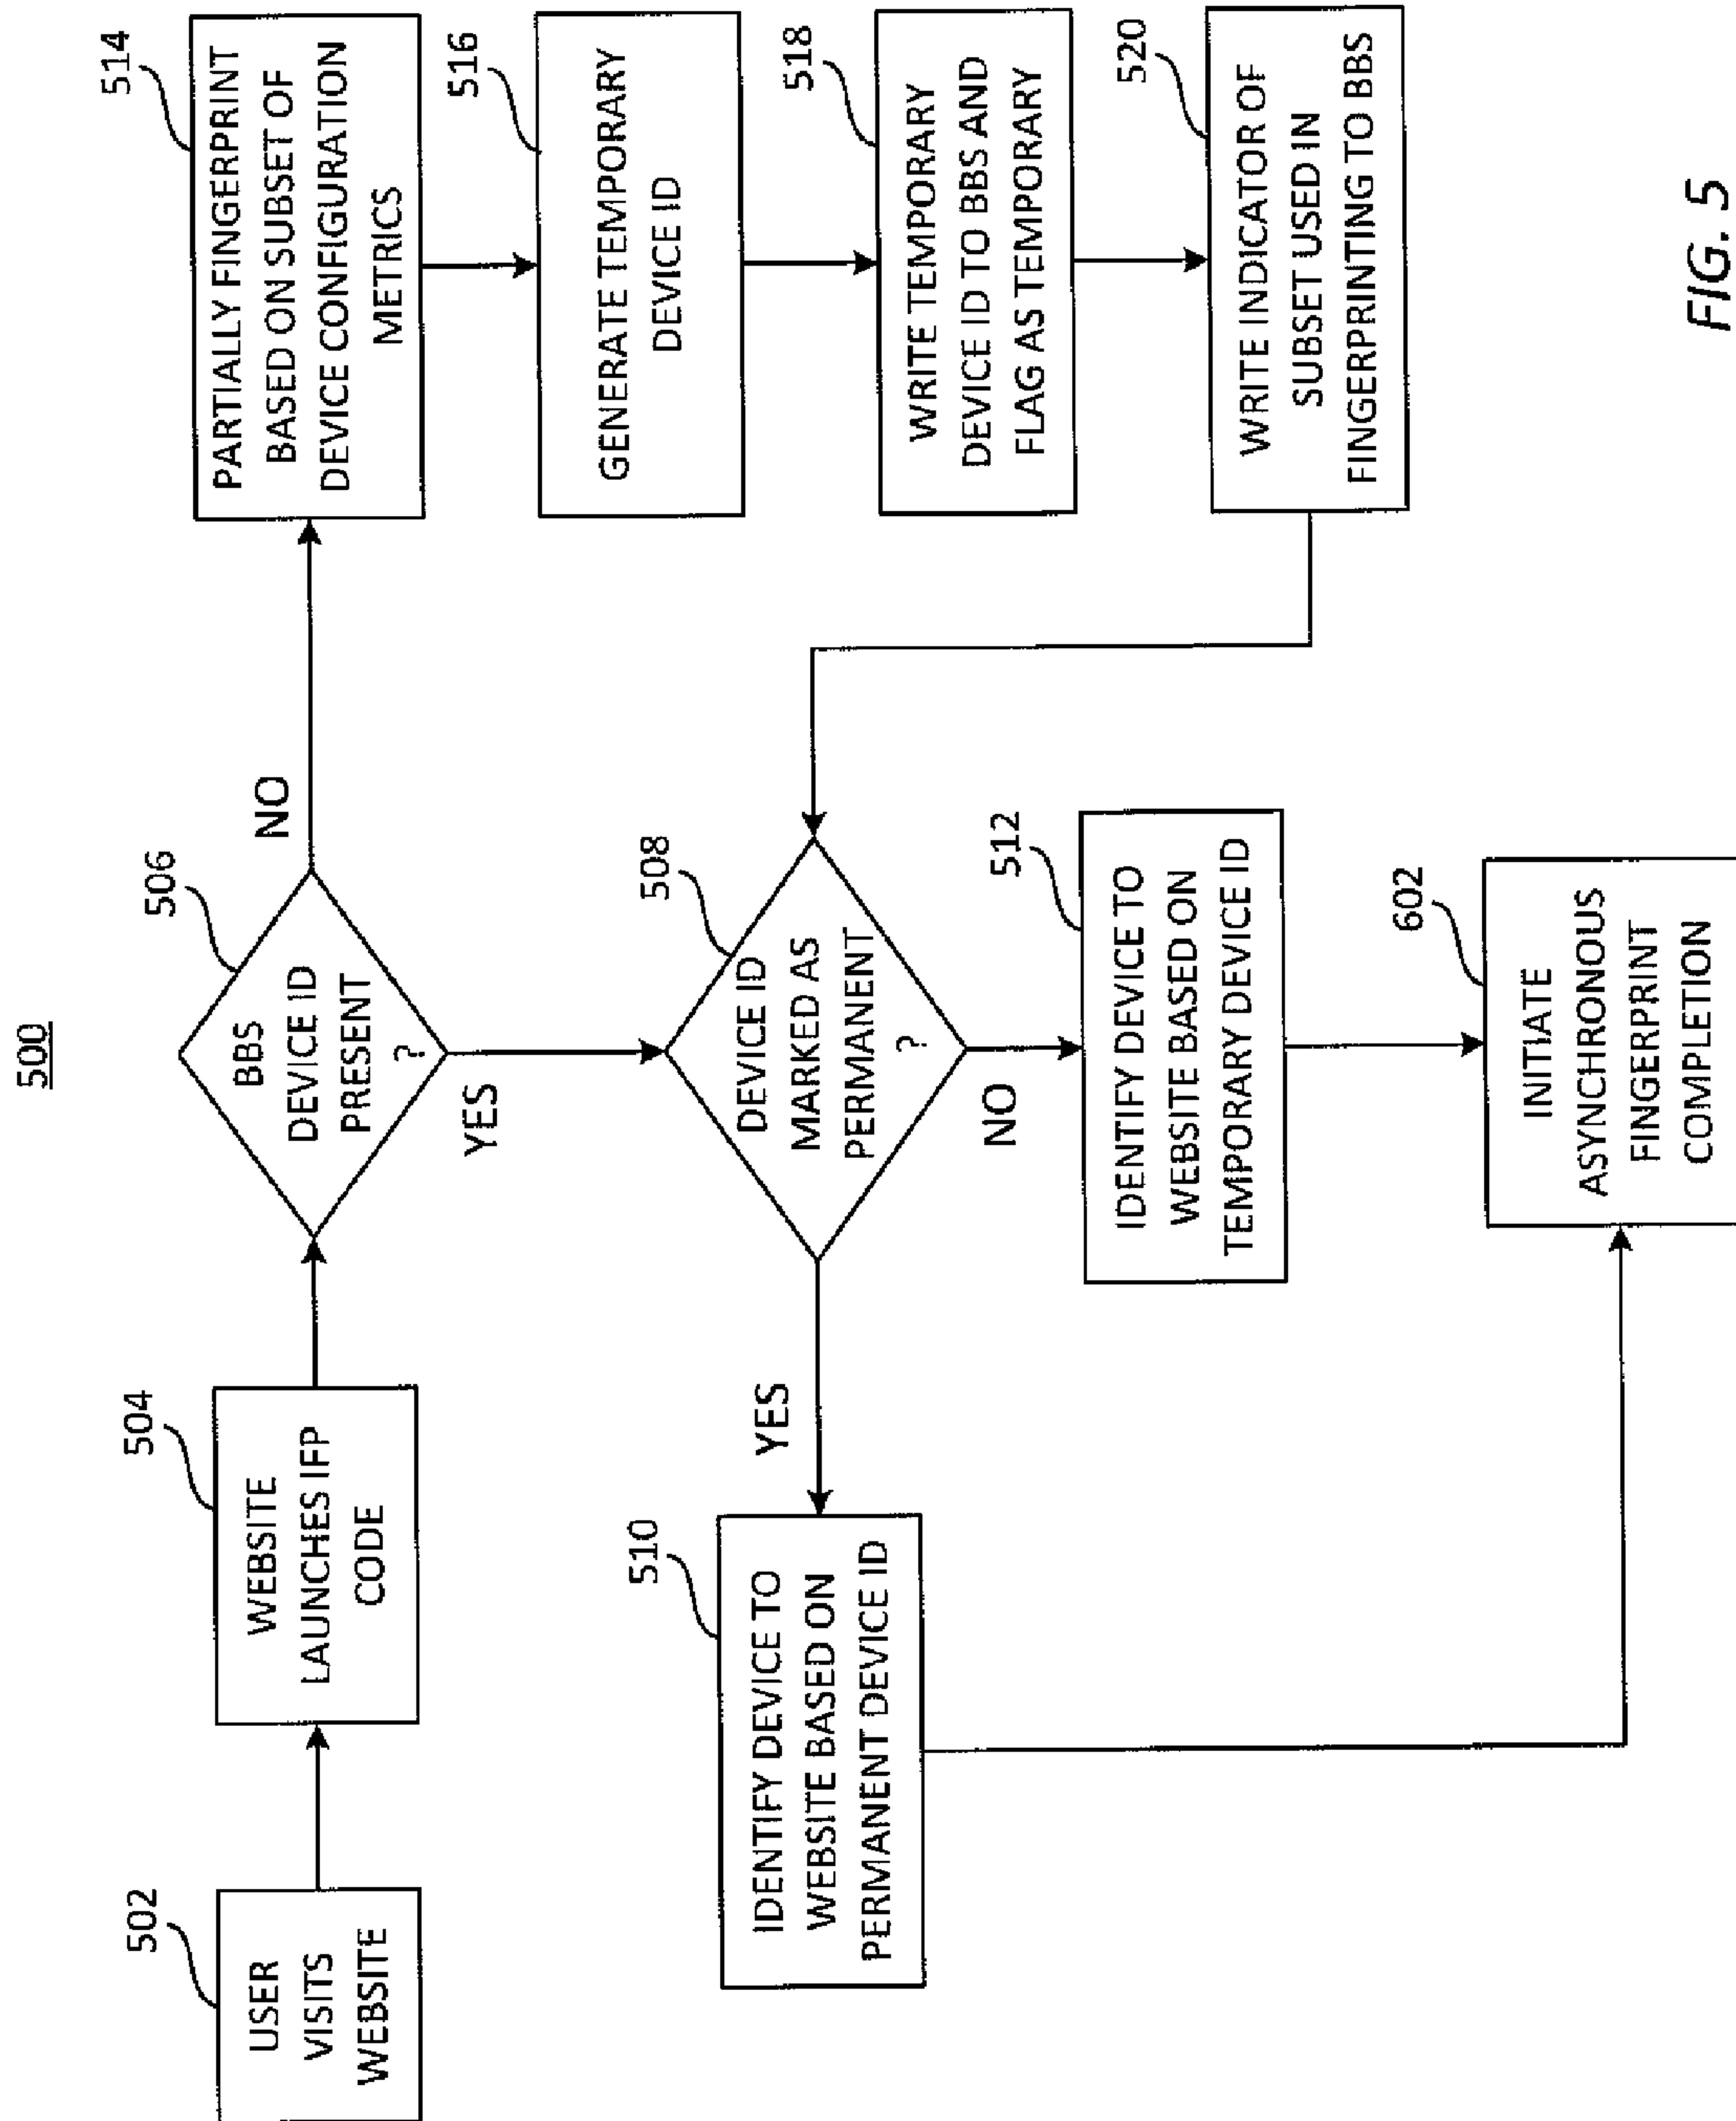 500
502
USER
VISITS
WEBSITE
504
WEBSITE
LAUNCHES IFP
CODE
506
BBS
DEVICE ID
PRESENT
?
NO
YES
514
PARTIALLY FINGERPRINT
BASED ON SUBSET OF
DEVICE CONFIGURATION
METRICS
516
GENERATE TEMPORARY
DEVICE ID
518
WRITE TEMPORARY
DEVICE ID TO BBS AND
FLAG AS TEMPORARY
520
WRITE INDICATOR OF
SUBSET USED IN
FINGERPRINTING TO BBS
508
DEVICE ID
MARKED AS
PERMANENT
?
YES
NO
510
IDENTIFY DEVICE TO
WEBSITE BASED ON
PERMANENT DEVICE ID
512
IDENTIFY DEVICE TO
WEBSITE BASED ON
TEMPORARY DEVICE ID
602
INITIATE
ASYNCHRONOUS
FINGERPRINT
COMPLETION
FIG. 5